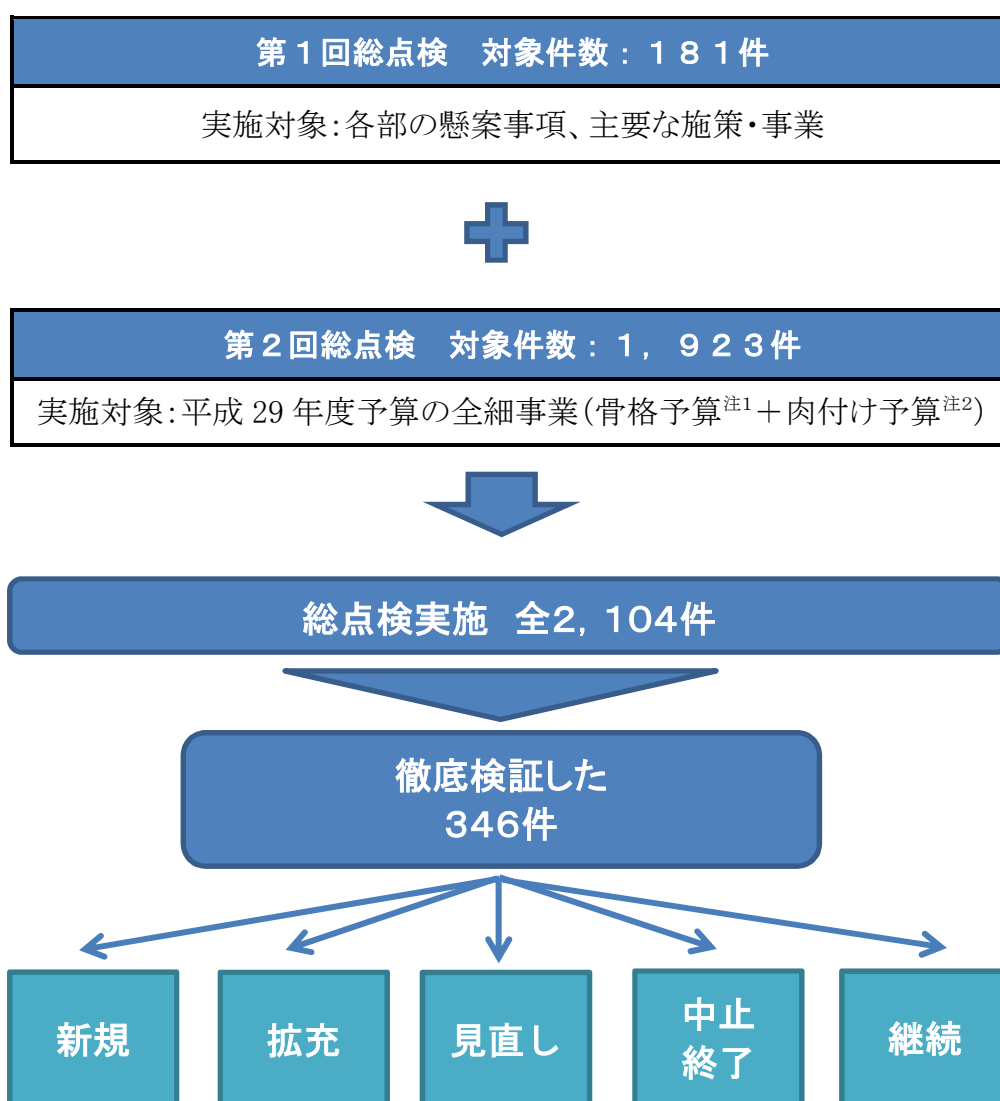 第１回総点検　対象件数：１８１件
実施対象：各部の懸案事項、主要な施策・事業
第２回総点検　対象件数：１，９２３件
実施対象：平成 29 年度予算の全細事業（骨格予算注1＋肉付け予算注2）
総点検実施　全２，１０４件
徹底検証した
３４６件
新規
拡充
見直し
中止
終了
継続